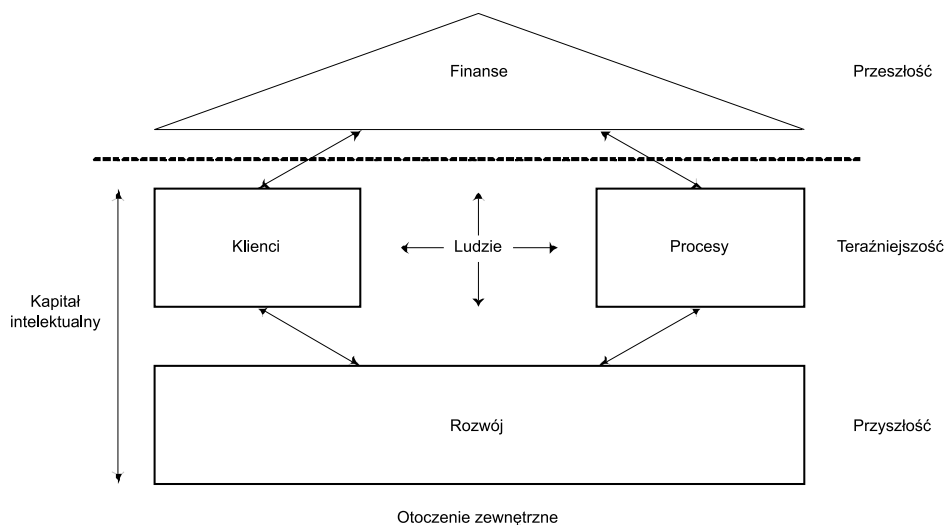 Finanse
Przeszłość
Klienci
Ludzie
Procesy
Teraźniejszość
Kapitał
intelektualny
Rozwój
Przyszłość
Otoczenie zewnętrzne